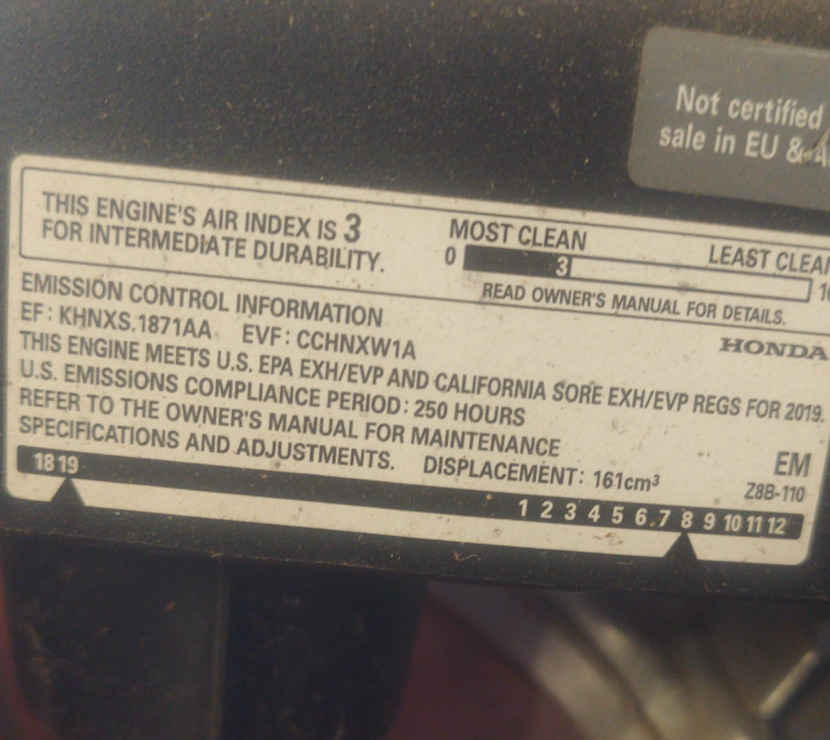 Not certified
sale in EU &
THIS ENGINE'S AIR INDEX IS 3
FOR INTERMEDIATE DURABILITY.
MOST CLEAN
LEAST CLEAN
0 3
READ OWNER'S MANUAL FOR DETAILS.
EMISSION CONTROL INFORMATION
HONDA
EF: KHNXS.1871AA EVF: CCHNXW1A
THIS ENGINE MEETS U.S. EPA EXH/EVP AND CALIFORNIA SORE EXH/EVP REGS FOR 2019.
U.S. EMISSIONS COMPLIANCE PERIOD: 250 HOURS
REFER TO THE OWNER'S MANUAL FOR MAINTENANCE
SPECIFICATIONS AND ADJUSTMENTS. DISPLACEMENT: 161cm³
EM
Z8B-110
18 19
1 2 3 4 5 6 7 8 9 10 11 12